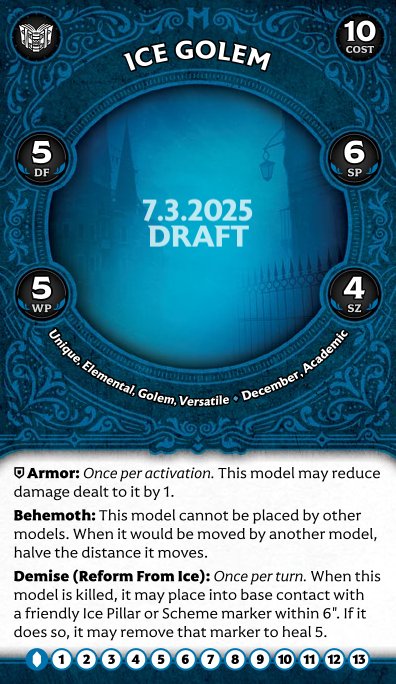 ICE GOLEM
10
COST
5
DF
6
SP
7.3.2025
DRAFT
5
WP
4
SZ
Unique, Elemental, Golem, Versatile • December, Academic
Armor: Once per activation. This model may reduce
damage dealt to it by 1.
Behemoth: This model cannot be placed by other
models. When it would be moved by another model,
halve the distance it moves.
Demise (Reform From Ice): Once per turn. When this
model is killed, it may place into base contact with
a friendly Ice Pillar or Scheme marker within 6". If it
does so, it may remove that marker to heal 5.
1 2 3 4 5 6 7 8 9 10 11 12 13